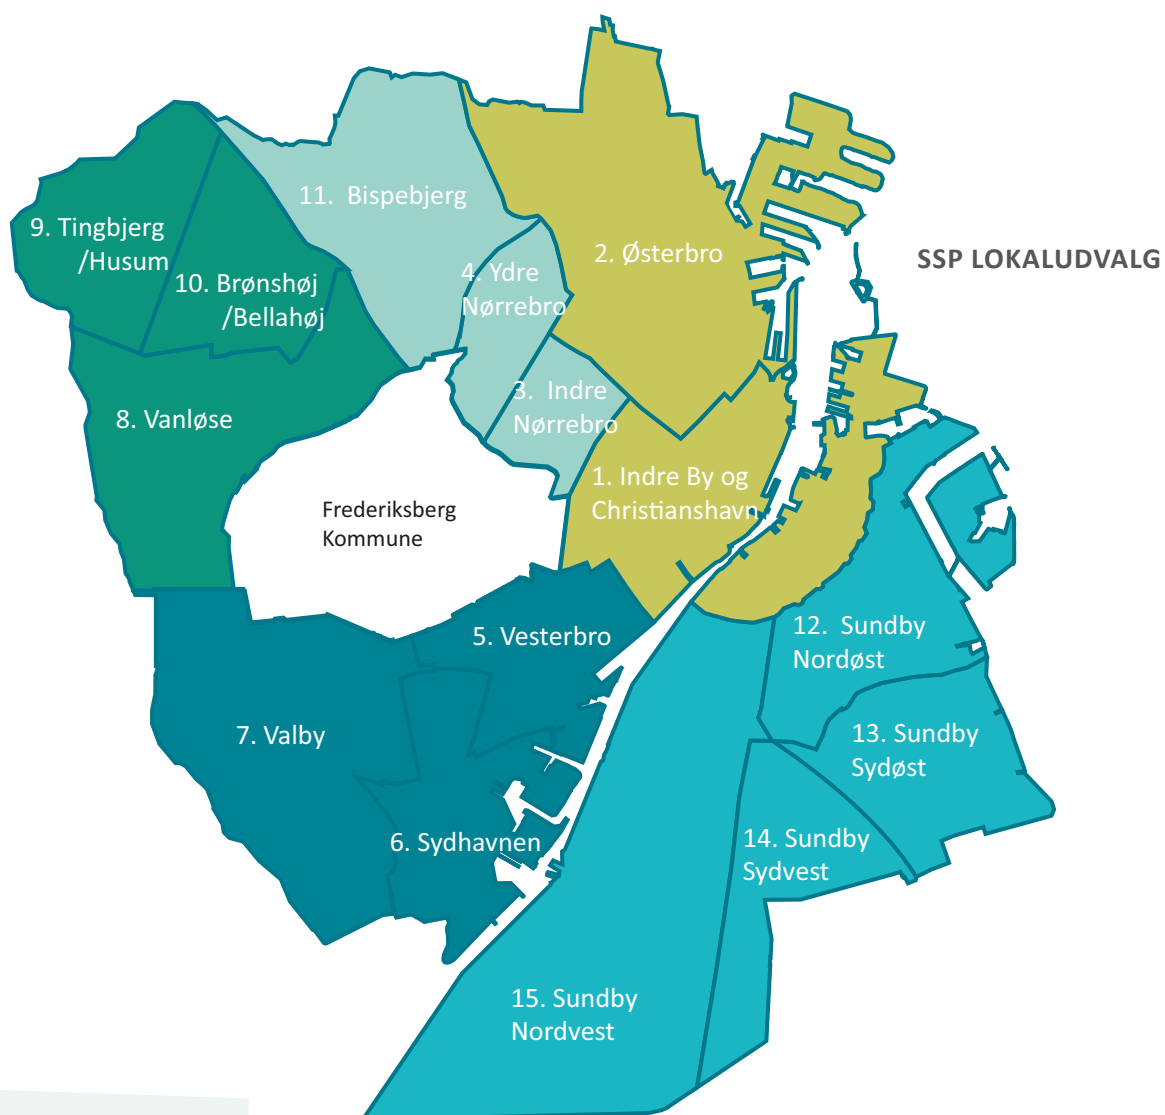 11. Bispebjerg
9. Tingbjerg
/Husum
2. Østerbro
SSP LOKALUDVALG
4. Ydre
Nørrebro
10. Brønshøj
/Bellahøj
3. Indre
Nørrebro
8. Vanløse
1. Indre By og
Christianshavn
Frederiksberg
Kommune
12. Sundby
Nordøst
5. Vesterbro
7. Valby
13. Sundby
Sydøst
6. Sydhavnen
14. Sundby
Sydvest
15. Sundby
Nordvest